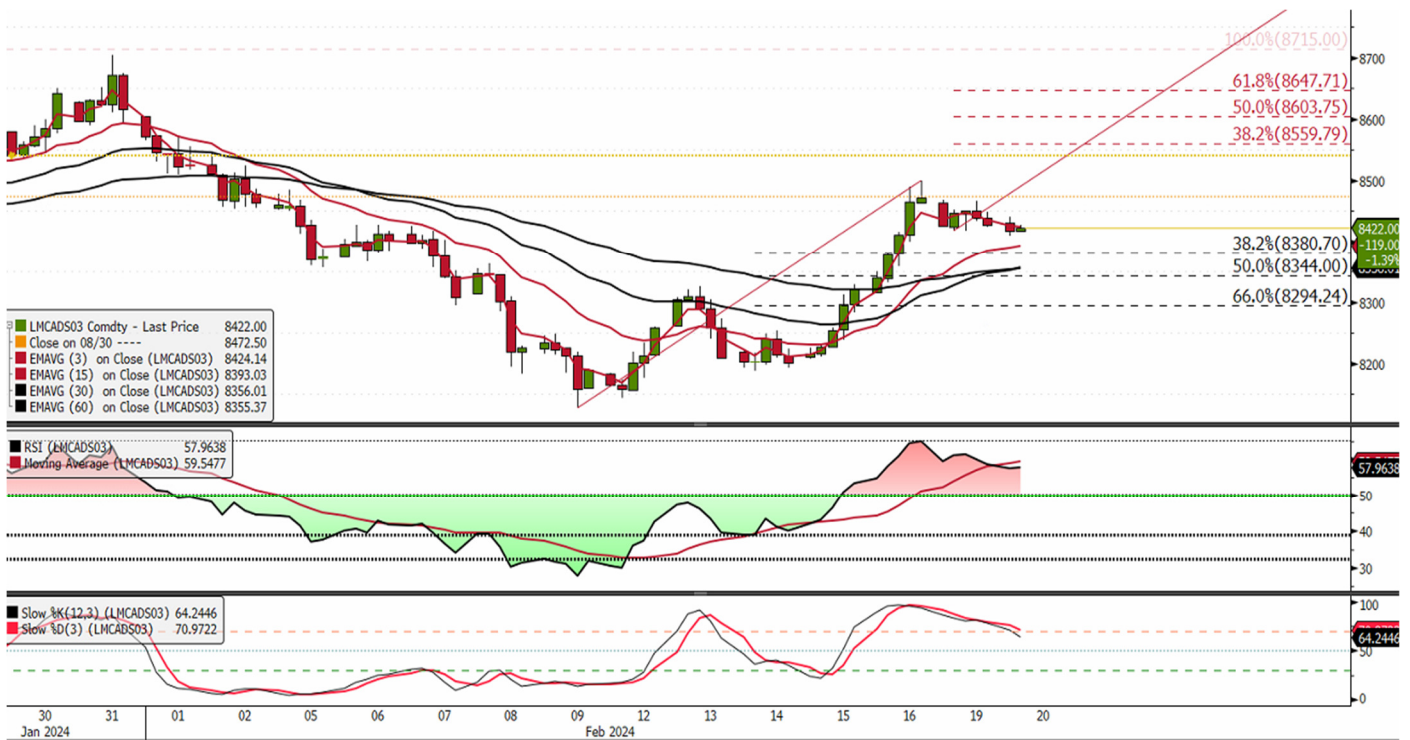 100.0%(8715.00)
8700
61.8%(8647.71)
8600
50.0%(8603.75)
38.2%(8559.79)
8500
8422.00
-119.00
-1.39%
38.2%(8380.70)
50.0%(8344.00)
8300
66.0%(8294.24)
8200
LMCADS03 Comdty - Last Price 8422.00
Close on 08/30 ---- 8472.50
EMAVG (3) on Close (LMCADS03) 8424.14
EMAVG (15) on Close (LMCADS03) 8393.03
EMAVG (30) on Close (LMCADS03) 8356.01
EMAVG (60) on Close (LMCADS03) 8355.37
RSI (LMCADS03) 57.9638
Moving Average (LMCADS03) 59.5477
57.9638
50
40
30
Slow %K(12,3) (LMCADS03) 64.2446
Slow %D(3) (LMCADS03) 70.9722
100
64.2446
50
0
30 31 01 02 05 06 07 08 09 12 13 14 15 16 19 20
Jan 2024 Feb 2024